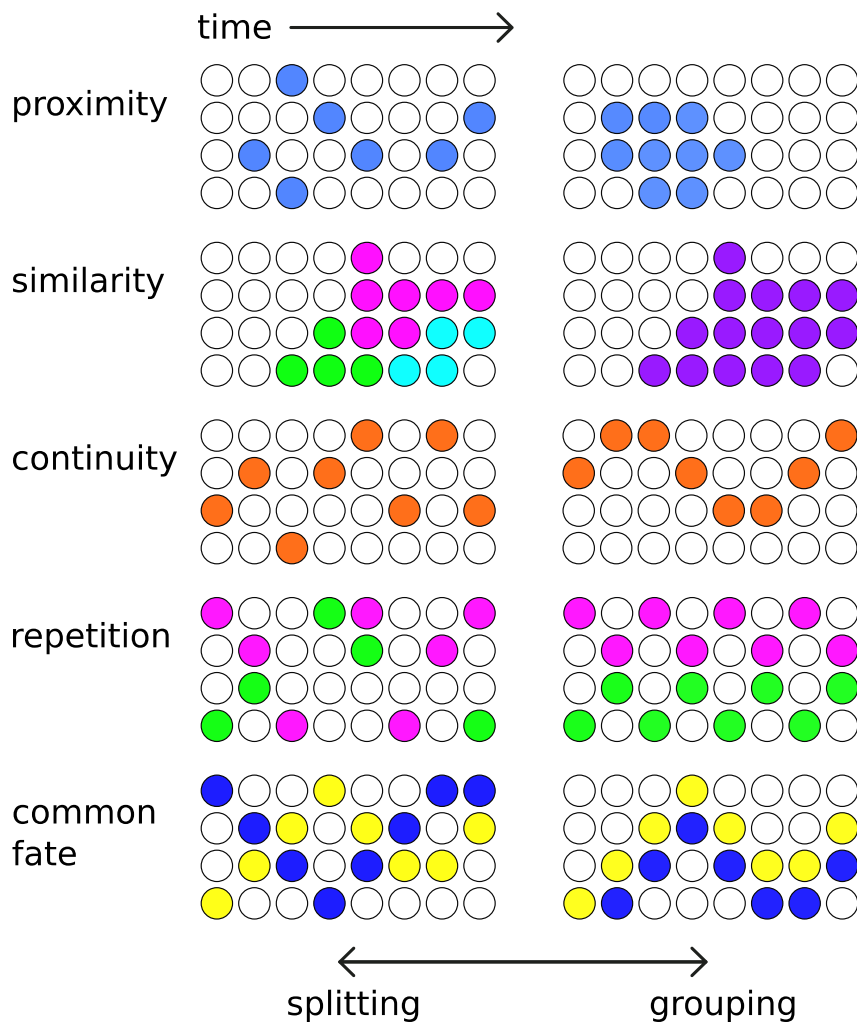 time
proximity
similarity
continuity
repetition
common
fate
splitting
grouping